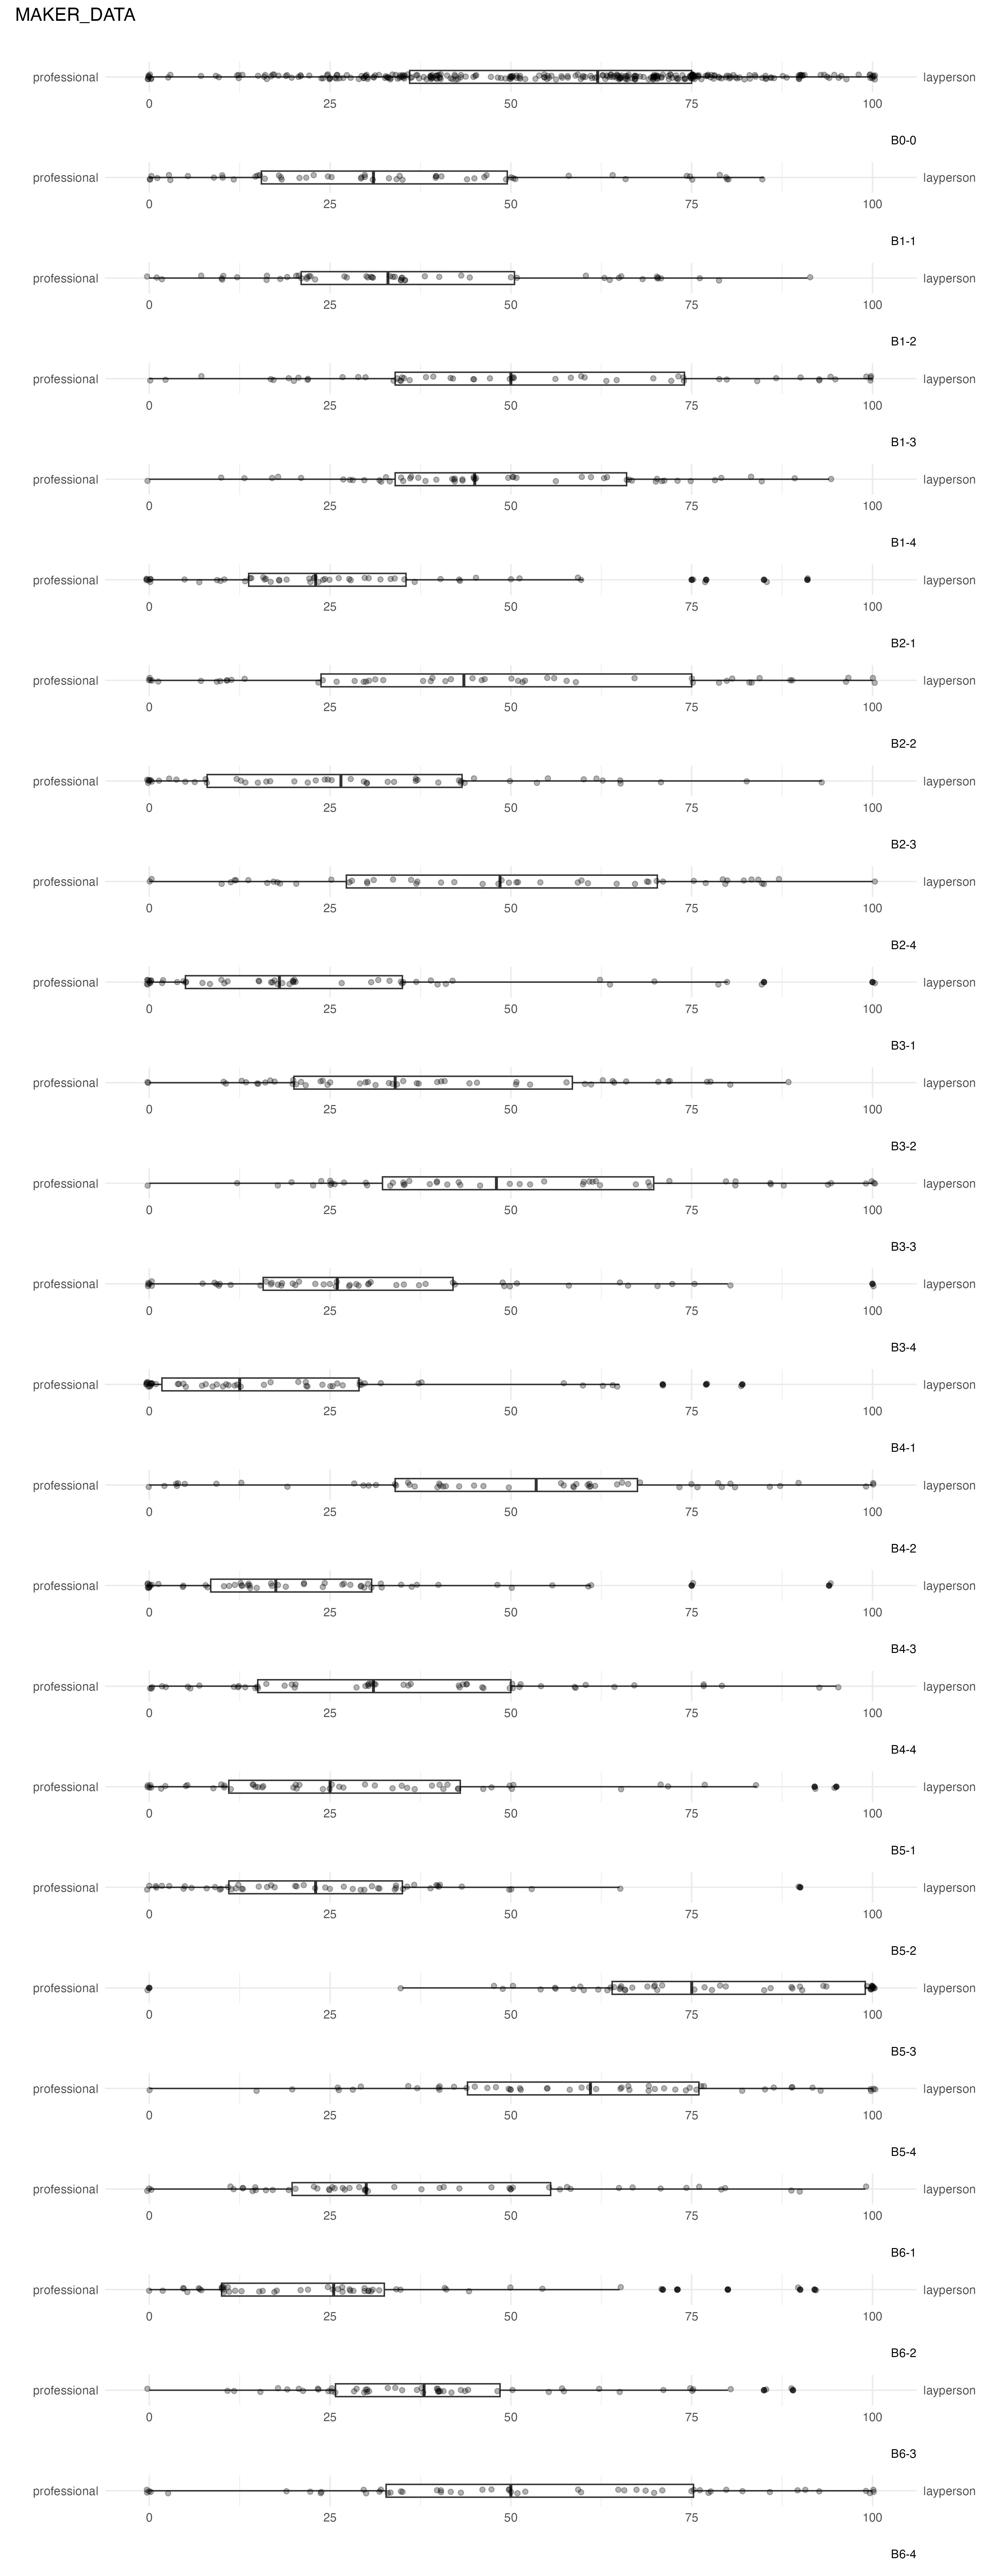 MAKER_DATA
professional layperson
0 25 50 75 100
B0-0
professional layperson
0 25 50 75 100
B1-1
professional layperson
0 25 50 75 100
B1-2
professional layperson
0 25 50 75 100
B1-3
professional layperson
0 25 50 75 100
B1-4
professional layperson
0 25 50 75 100
B2-1
professional layperson
0 25 50 75 100
B2-2
professional layperson
0 25 50 75 100
B2-3
professional layperson
0 25 50 75 100
B2-4
professional layperson
0 25 50 75 100
B3-1
professional layperson
0 25 50 75 100
B3-2
professional layperson
0 25 50 75 100
B3-3
professional layperson
0 25 50 75 100
B3-4
professional layperson
0 25 50 75 100
B4-1
professional layperson
0 25 50 75 100
B4-2
professional layperson
0 25 50 75 100
B4-3
professional layperson
0 25 50 75 100
B4-4
professional layperson
0 25 50 75 100
B5-1
professional layperson
0 25 50 75 100
B5-2
professional layperson
0 25 50 75 100
B5-3
professional layperson
0 25 50 75 100
B5-4
professional layperson
0 25 50 75 100
B6-1
professional layperson
0 25 50 75 100
B6-2
professional layperson
0 25 50 75 100
B6-3
professional layperson
0 25 50 75 100
B6-4